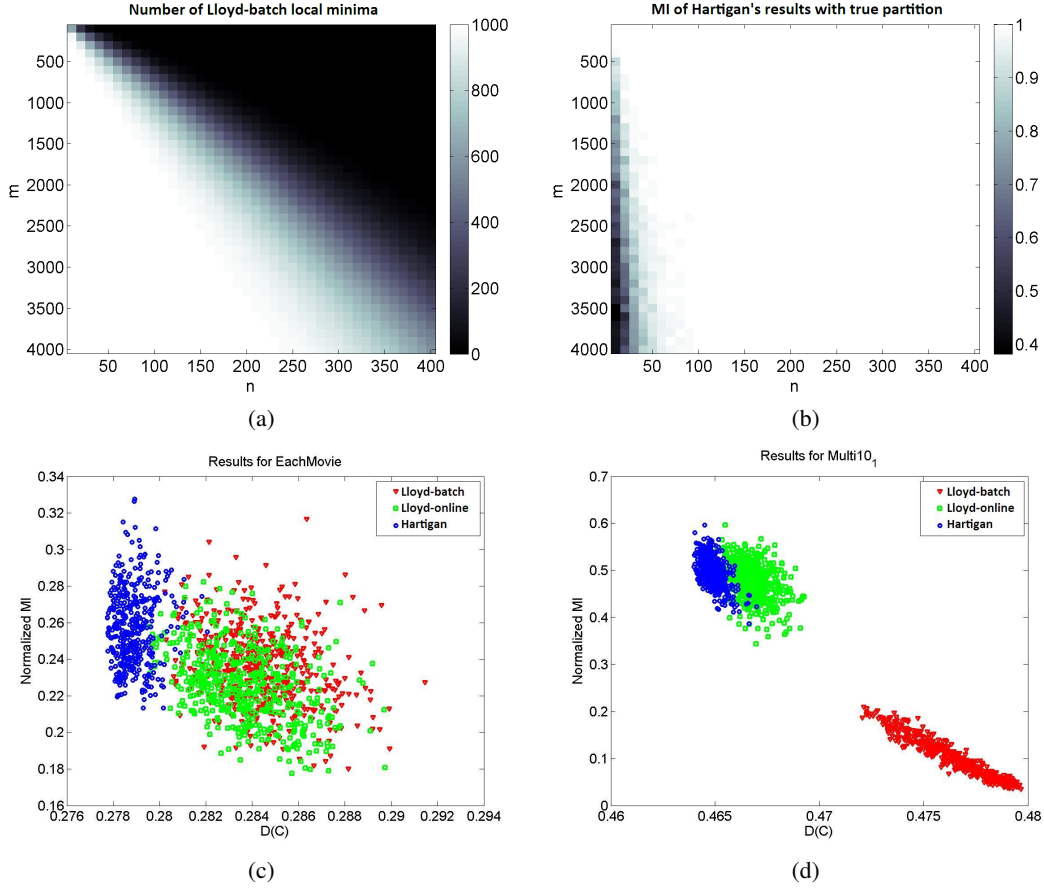 Number of Lloyd-batch local minima
500
1000
1500
2000
2500
3000
3500
4000
m
50 100 150 200 250 300 350 400
n
1000
800
600
400
200
0
(a)
MI of Hartigan's results with true partition
500
1000
1500
2000
2500
3000
3500
4000
m
50 100 150 200 250 300 350 400
n
1
0.9
0.8
0.7
0.6
0.5
0.4
(b)
Results for EachMovie
0.34
0.32
0.3
0.28
0.26
0.24
0.22
0.2
0.18
0.16
Normalized MI
0.276 0.278 0.28 0.282 0.284 0.286 0.288 0.29 0.292 0.294
D(C)
Lloyd-batch
Lloyd-online
Hartigan
(c)
Results for Multi10₁
0.7
0.6
0.5
0.4
0.3
0.2
0.1
0
Normalized MI
0.46 0.465 0.47 0.475 0.48
D(C)
Lloyd-batch
Lloyd-online
Hartigan
(d)